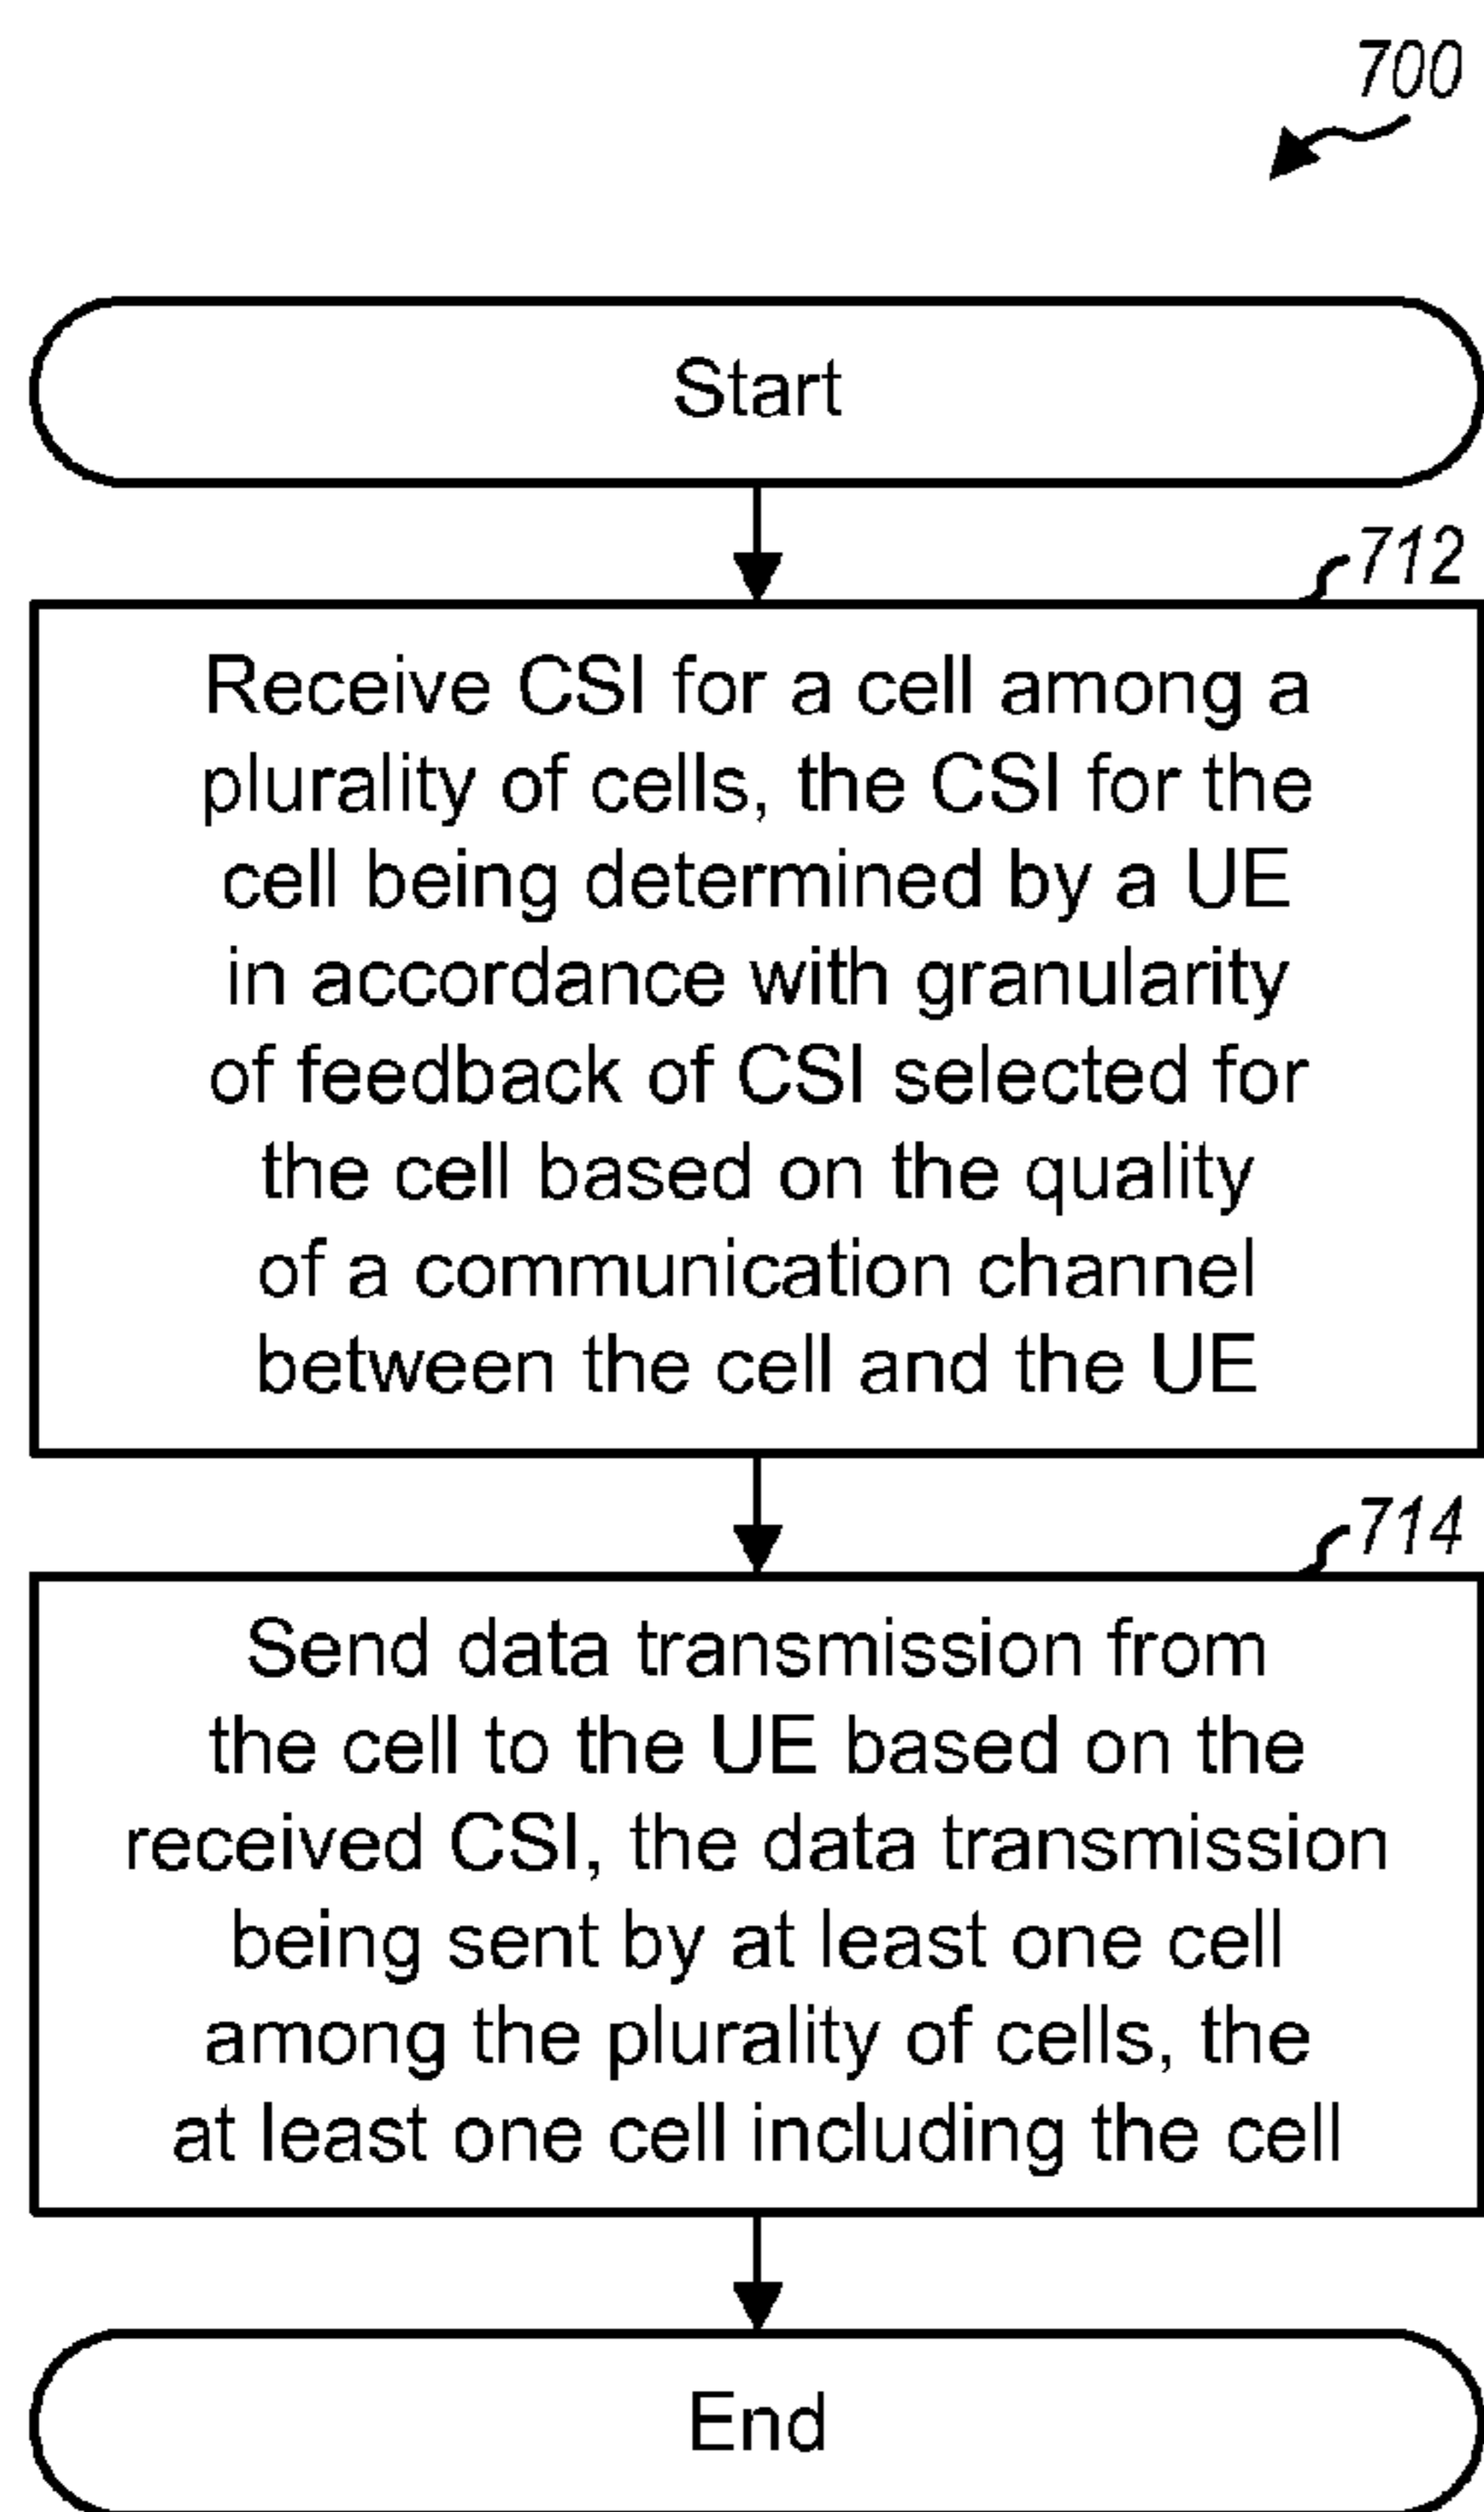 700
Start
712
Receive CSI for a cell among a
plurality of cells, the CSI for the
cell being determined by a UE
in accordance with granularity
of feedback of CSI selected for
the cell based on the quality
of a communication channel
between the cell and the UE
714
Send data transmission from
the cell to the UE based on the
received CSI, the data transmission
being sent by at least one cell
among the plurality of cells, the
at least one cell including the cell
End